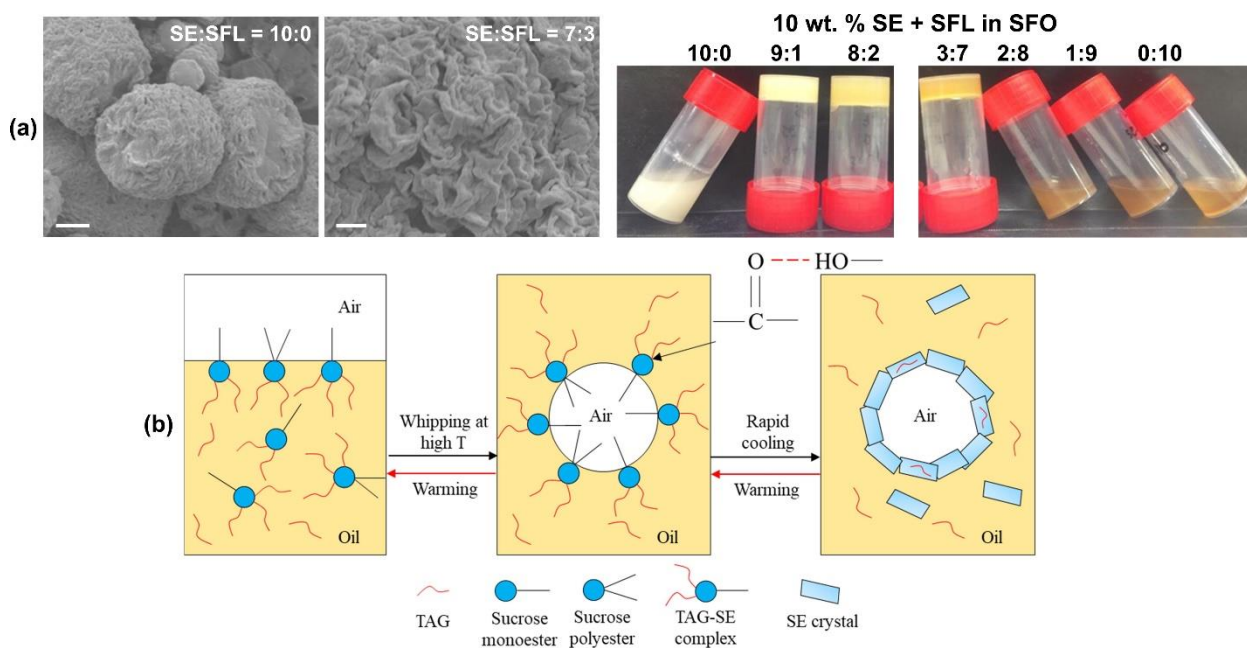 SE:SFL = 10:0
SE:SFL = 7:3
10 wt. % SE + SFL in SFO
10:0 9:1 8:2 3:7 2:8 1:9 0:10
(a)
O HO
C
Air
Oil
(b)
Whipping at
high T
Warming
Air
Oil
Rapid
cooling
Warming
Air
Oil
TAG
Sucrose
monoester
Sucrose
polyester
TAG-SE
complex
SE crystal